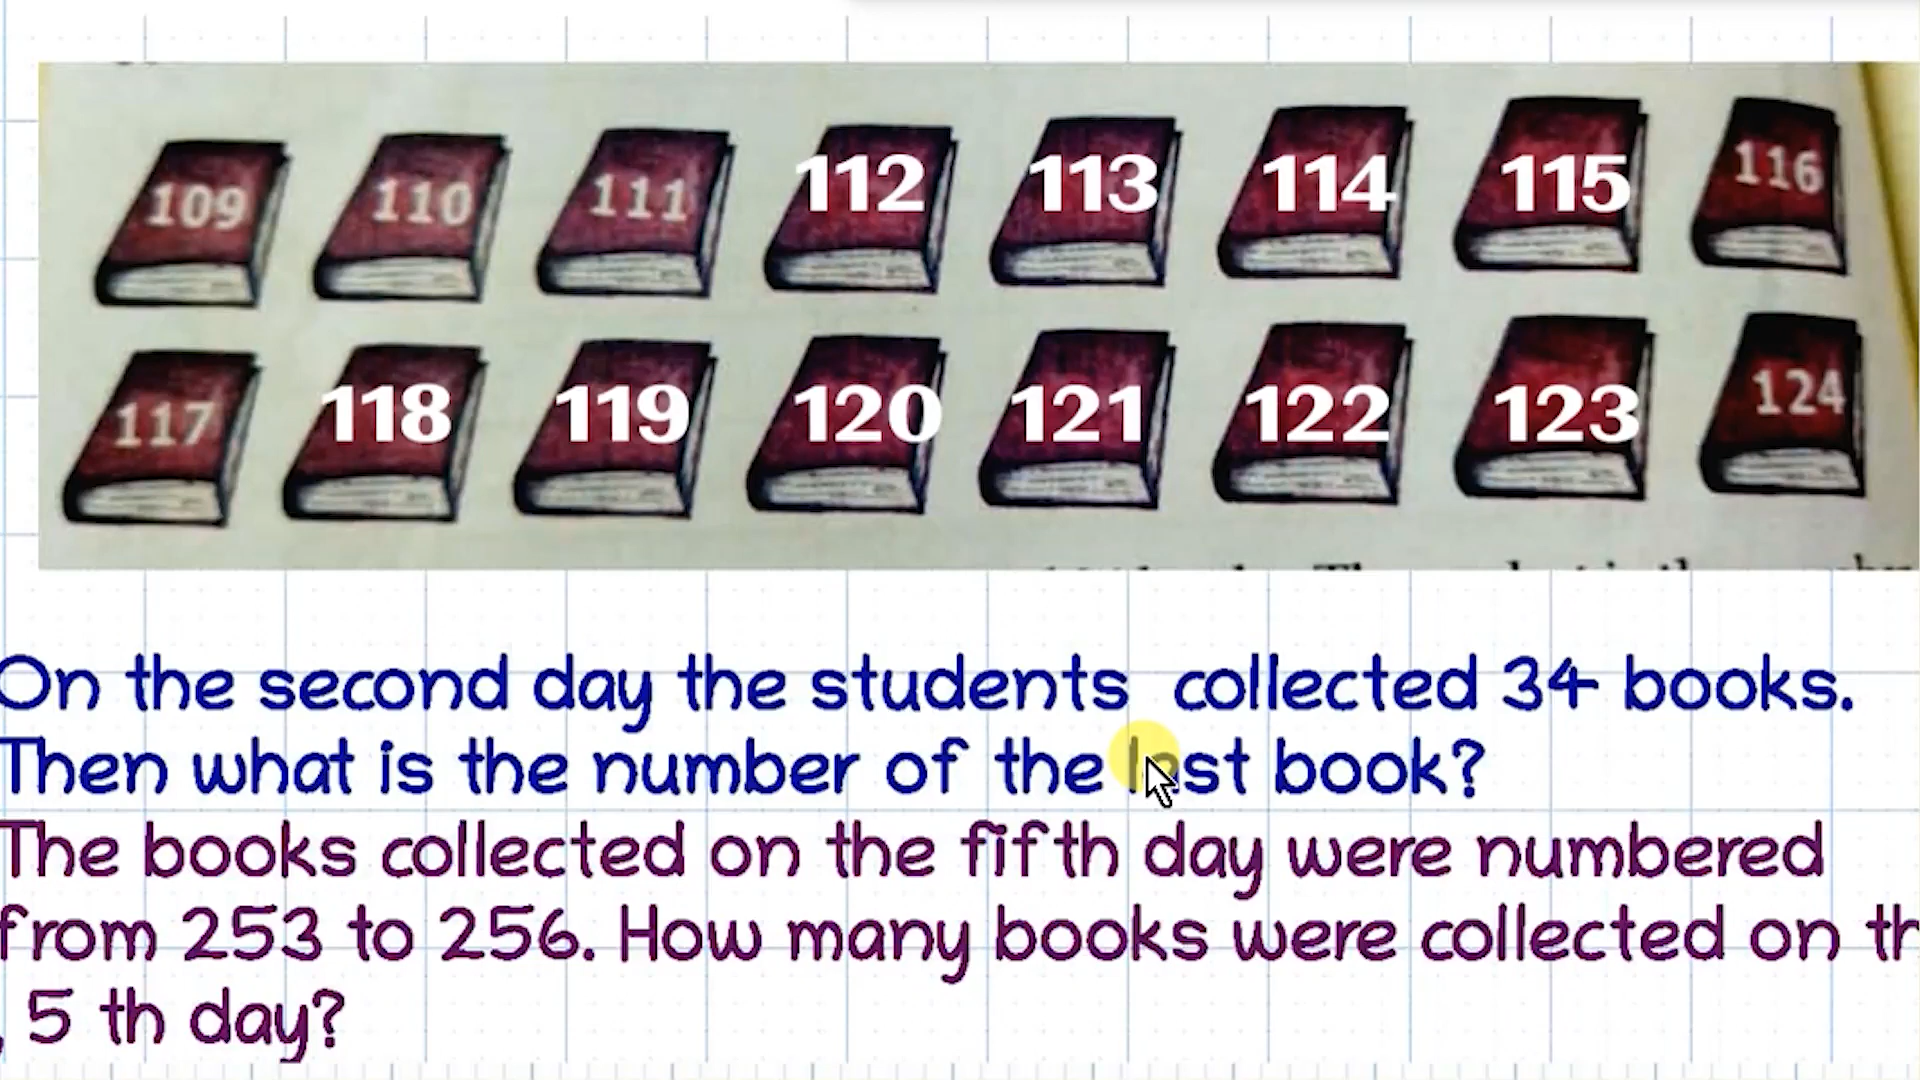 109 110 111 112 113 114 115 116
117 118 119 120 121 122 123 124
On the second day the students collected 34 books.
Then what is the number of the last book?
The books collected on the fifth day were numbered
from 253 to 256. How many books were collected on th
, 5 th day?